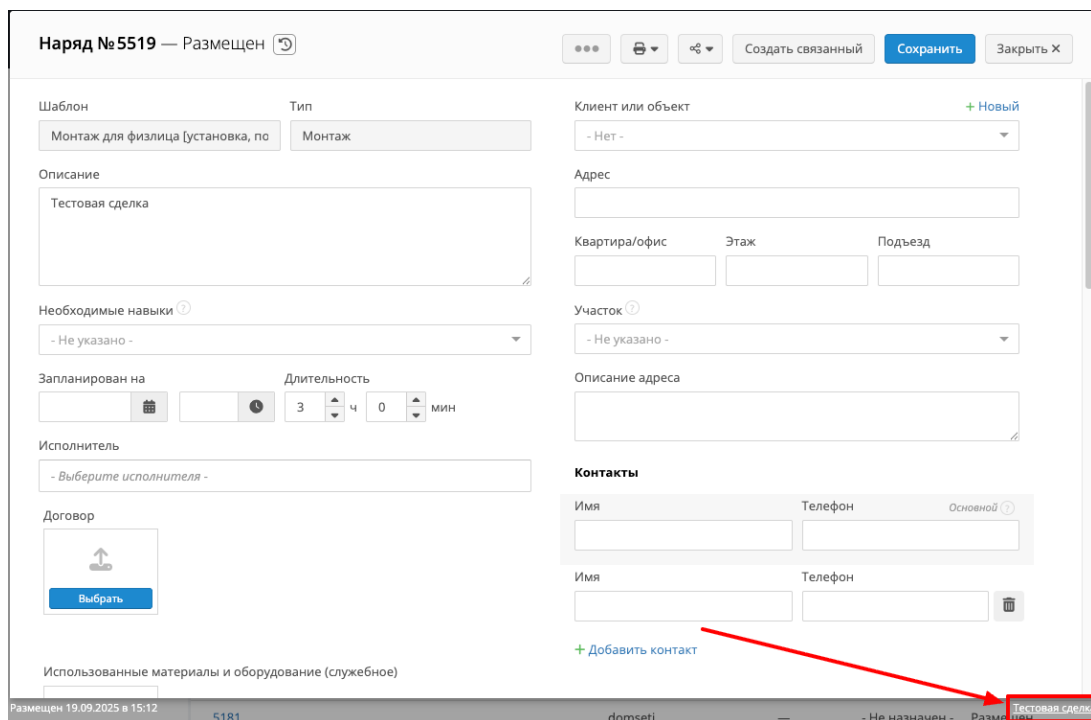 Наряд №5519 — Размещен
Создать связанный
Сохранить
Закрыть ×
Шаблон
Тип
Монтаж для физлица [установка, по
Монтаж
Описание
Тестовая сделка
Необходимые навыки ?
- Не указано -
Запланирован на
Длительность
3 ч 0 мин
Исполнитель
- Выберите исполнителя -
Договор
Выбрать
Использованные материалы и оборудование (служебное)
Клиент или объект
+ Новый
- Нет -
Адрес
Квартира/офис
Этаж
Подъезд
Участок ?
- Не указано -
Описание адреса
Контакты
Имя
Телефон
Основной ?
Имя
Телефон
+ Добавить контакт
Размещен 19.09.2025 в 15:12
5181
domseti
—
- Не назначен -
Размещен
Тестовая сделк